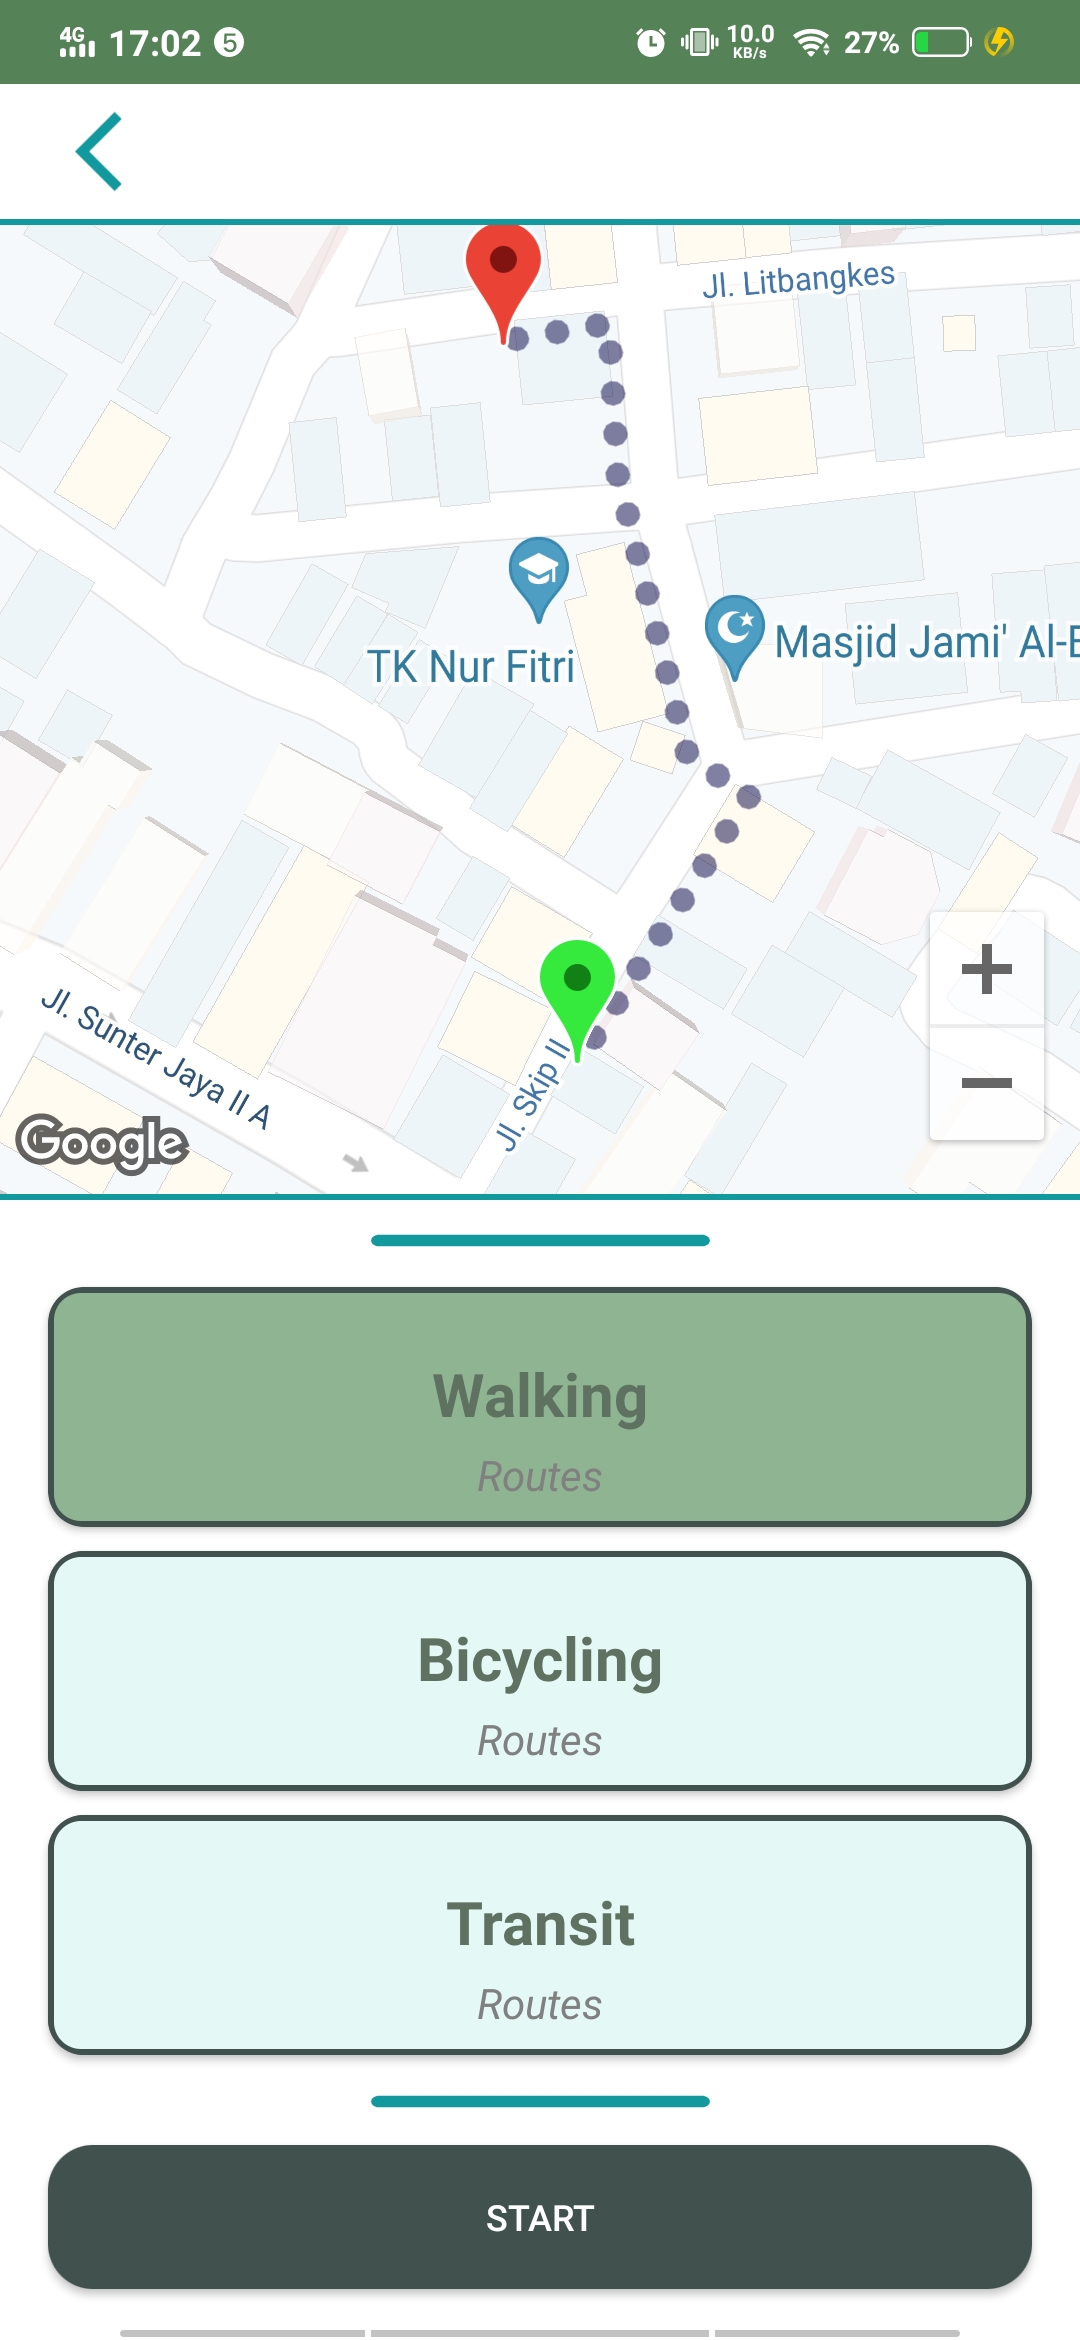 4G 17:02 5 10.0 KB/s 27%
Jl. Litbangkes
TK Nur Fitri
Masjid Jami' Al-E
Jl. Sunter Jaya II A
Jl. Skip II
Google
Walking
Routes
Bicycling
Routes
Transit
Routes
START